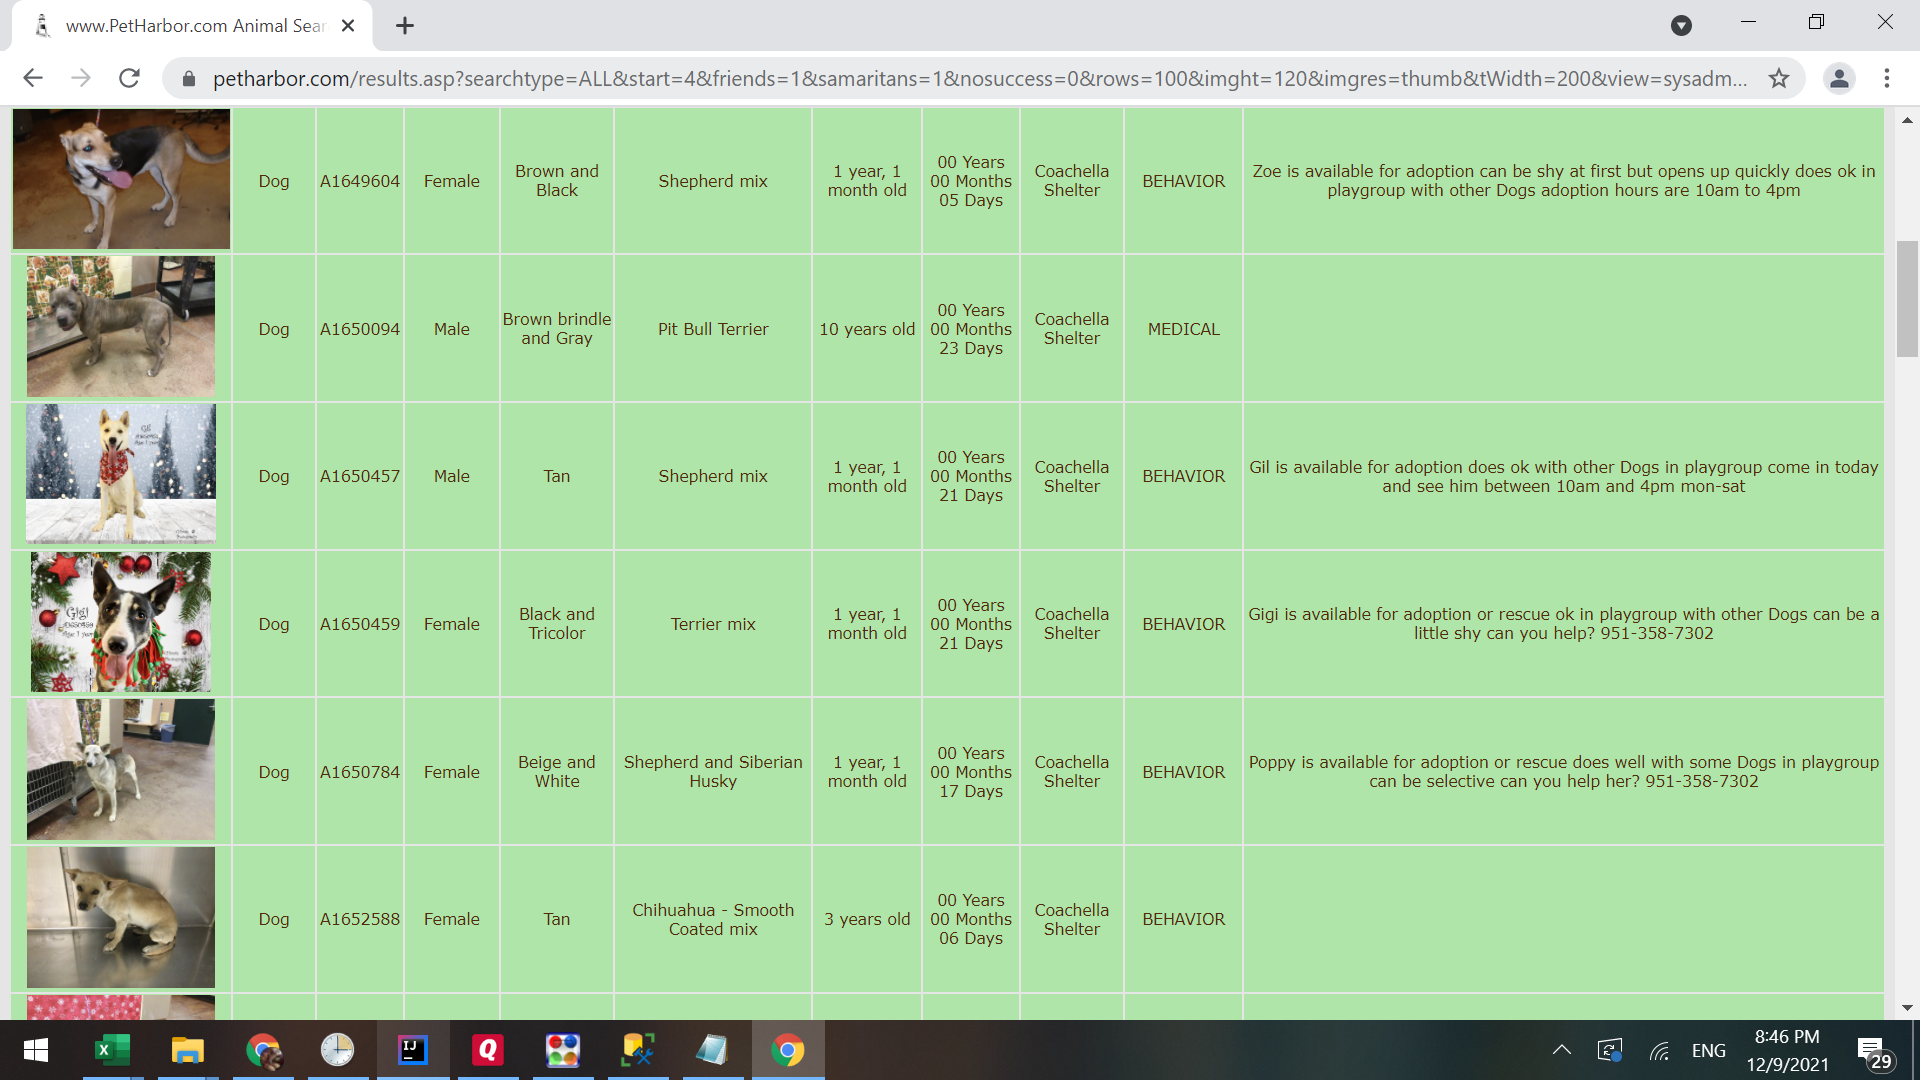 www.PetHarbor.com Animal Sear
petharbor.com/results.asp?searchtype=ALL&start=4&friends=1&samaritans=1&nosuccess=0&rows=100&imght=120&imgres=thumb&tWidth=200&view=sysadm...
Dog
A1649604
Female
Brown and
Black
Shepherd mix
1 year, 1
month old
00 Years
00 Months
05 Days
Coachella
Shelter
BEHAVIOR
Zoe is available for adoption can be shy at first but opens up quickly does ok in
playgroup with other Dogs adoption hours are 10am to 4pm
Dog
A1650094
Male
Brown brindle
and Gray
Pit Bull Terrier
10 years old
00 Years
00 Months
23 Days
Coachella
Shelter
MEDICAL
Gil
Dog
A1650457
Male
Tan
Shepherd mix
1 year, 1
month old
00 Years
00 Months
21 Days
Coachella
Shelter
BEHAVIOR
Gil is available for adoption does ok with other Dogs in playgroup come in today
and see him between 10am and 4pm mon-sat
Gigi
Dog
A1650459
Female
Black and
Tricolor
Terrier mix
1 year, 1
month old
00 Years
00 Months
21 Days
Coachella
Shelter
BEHAVIOR
Gigi is available for adoption or rescue ok in playgroup with other Dogs can be a
little shy can you help? 951-358-7302
Dog
A1650784
Female
Beige and
White
Shepherd and Siberian
Husky
1 year, 1
month old
00 Years
00 Months
17 Days
Coachella
Shelter
BEHAVIOR
Poppy is available for adoption or rescue does well with some Dogs in playgroup
can be selective can you help her? 951-358-7302
Dog
A1652588
Female
Tan
Chihuahua - Smooth
Coated mix
3 years old
00 Years
00 Months
06 Days
Coachella
Shelter
BEHAVIOR
X
IJ
Q
ENG
8:46 PM
12/9/2021
29